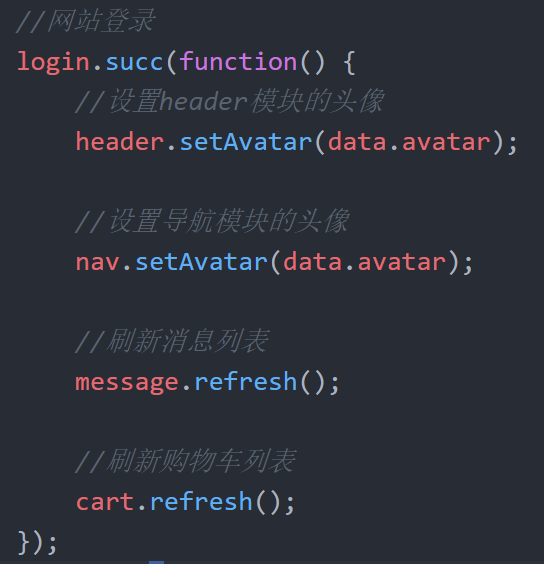 //网站登录
login.succ(function() {
//设置header模块的头像
header.setAvatar(data.avatar);
//设置导航模块的头像
nav.setAvatar(data.avatar);
//刷新消息列表
message.refresh();
//刷新购物车列表
cart.refresh();
});